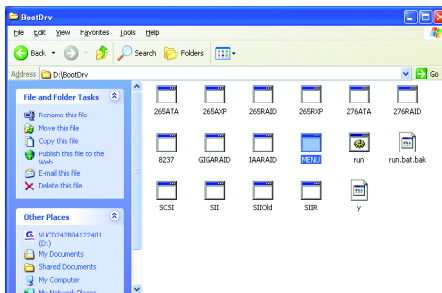 BootDrv
File Edit View Favorites Tools Help
Back Search Folders
Address D:\BootDrv Go
File and Folder Tasks
Rename this file
Move this file
Copy this file
Publish this file to the Web
E-mail this file
Delete this file
Other Places
(D:)
My Documents
Shared Documents
My Computer
My Network Places
265ATA 265AXP 265RAID 265RXP 276ATA 276RAID
8237 GIGARAID IAARAID MENU run run.bat.bak
SCSI SII SIIOld SIIR y